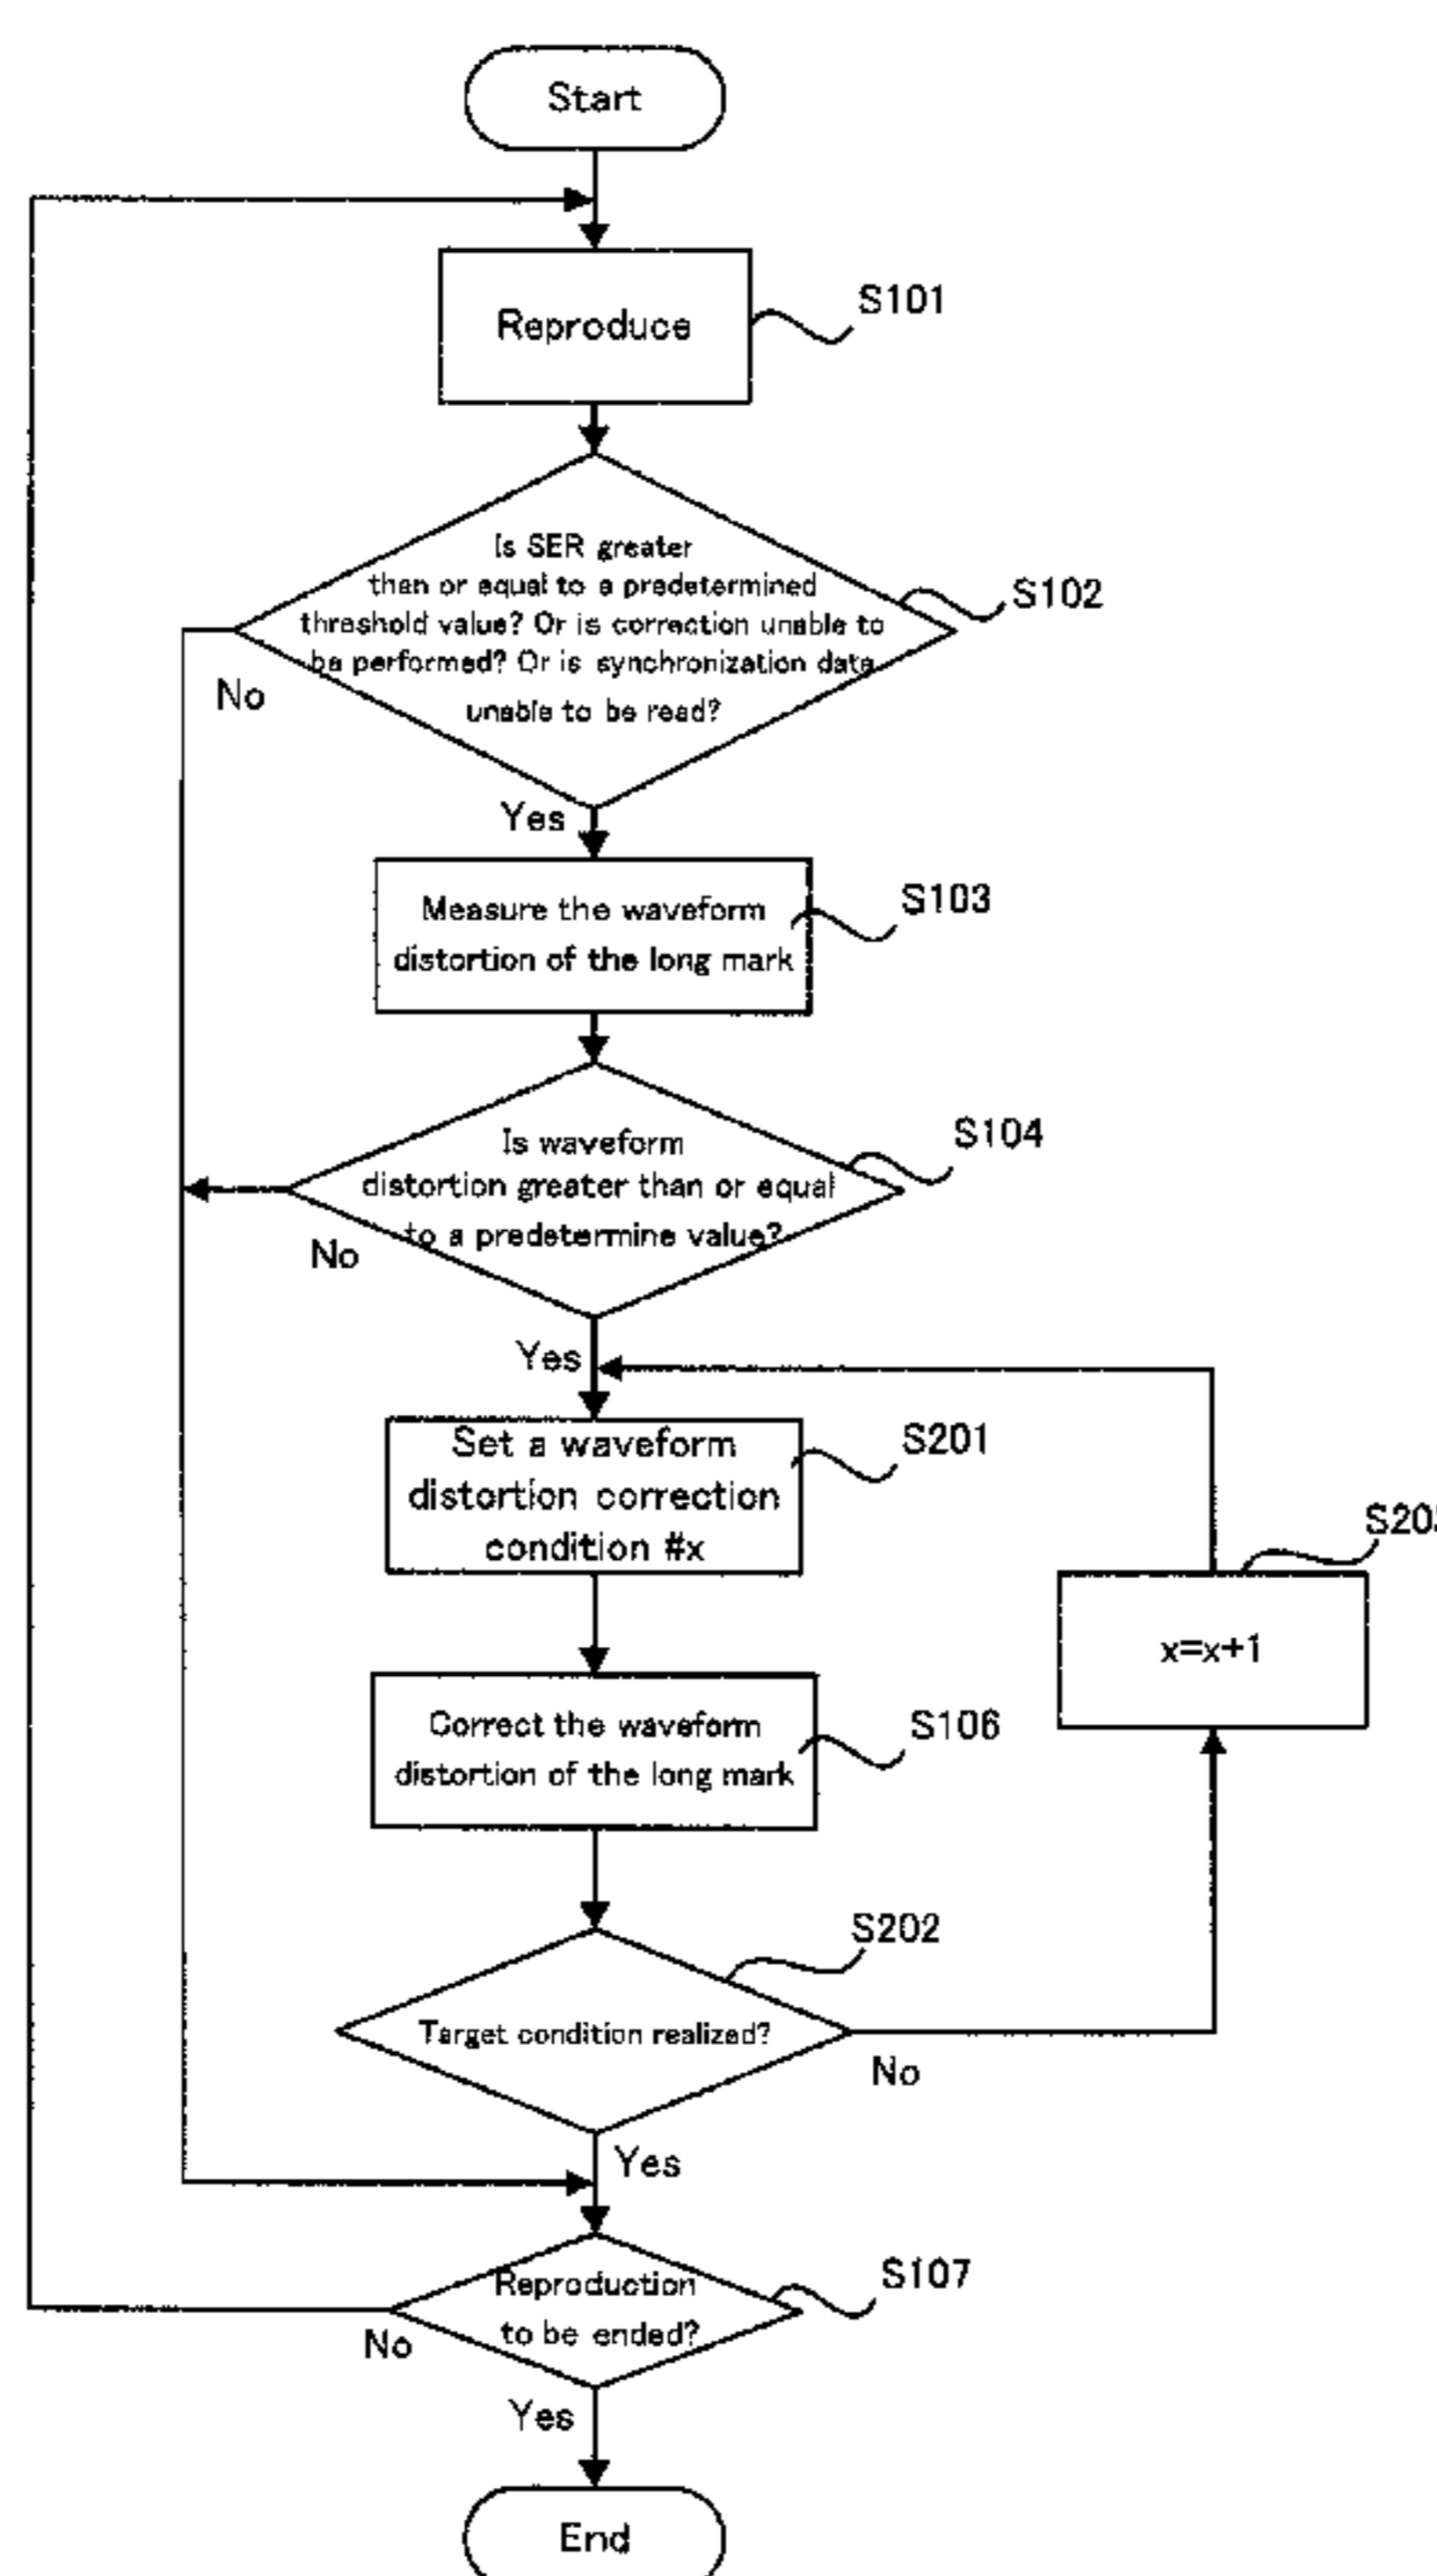 Start
Reproduce
S101
Is SER greater
than or equal to a predetermined
threshold value? Or is correction unable to
be performed? Or is synchronization data
unable to be read?
S102
No
Yes
Measure the waveform
distortion of the long mark
S103
Is waveform
distortion greater than or equal
to a predetermine value?
S104
No
Yes
Set a waveform
distortion correction
condition #x
S201
x=x+1
Correct the waveform
distortion of the long mark
S106
Target condition realized?
S202
No
Yes
Reproduction
to be ended?
S107
No
Yes
End